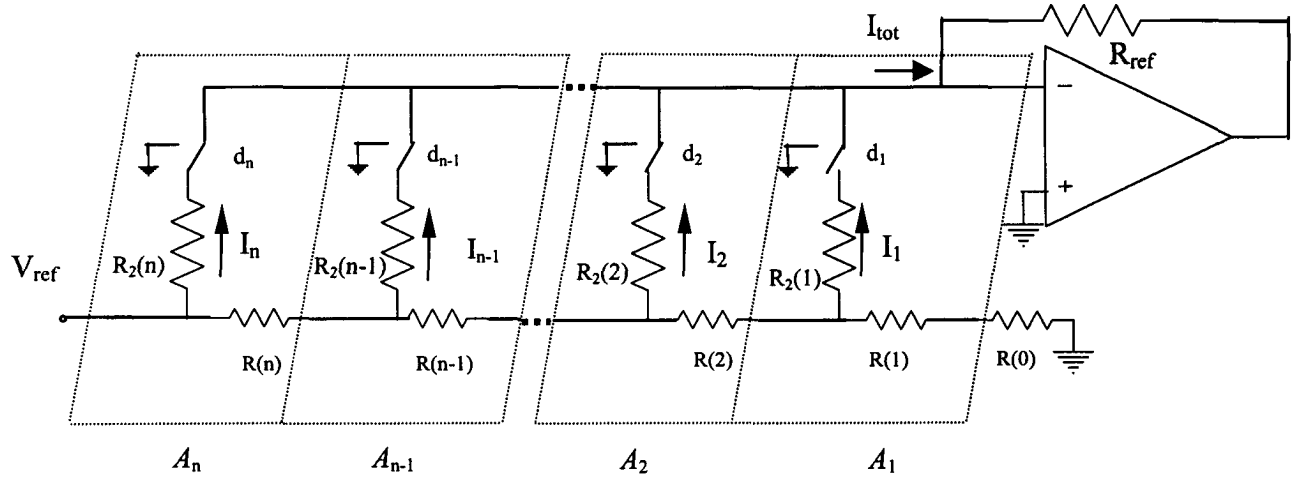 I_tot
R_ref
−
+
d_n
d_n-1
d_2
d_1
I_n
I_n-1
I_2
I_1
R_2(n)
R_2(n-1)
R_2(2)
R_2(1)
V_ref
R(n)
R(n-1)
R(2)
R(1)
R(0)
A_n
A_n-1
A_2
A_1